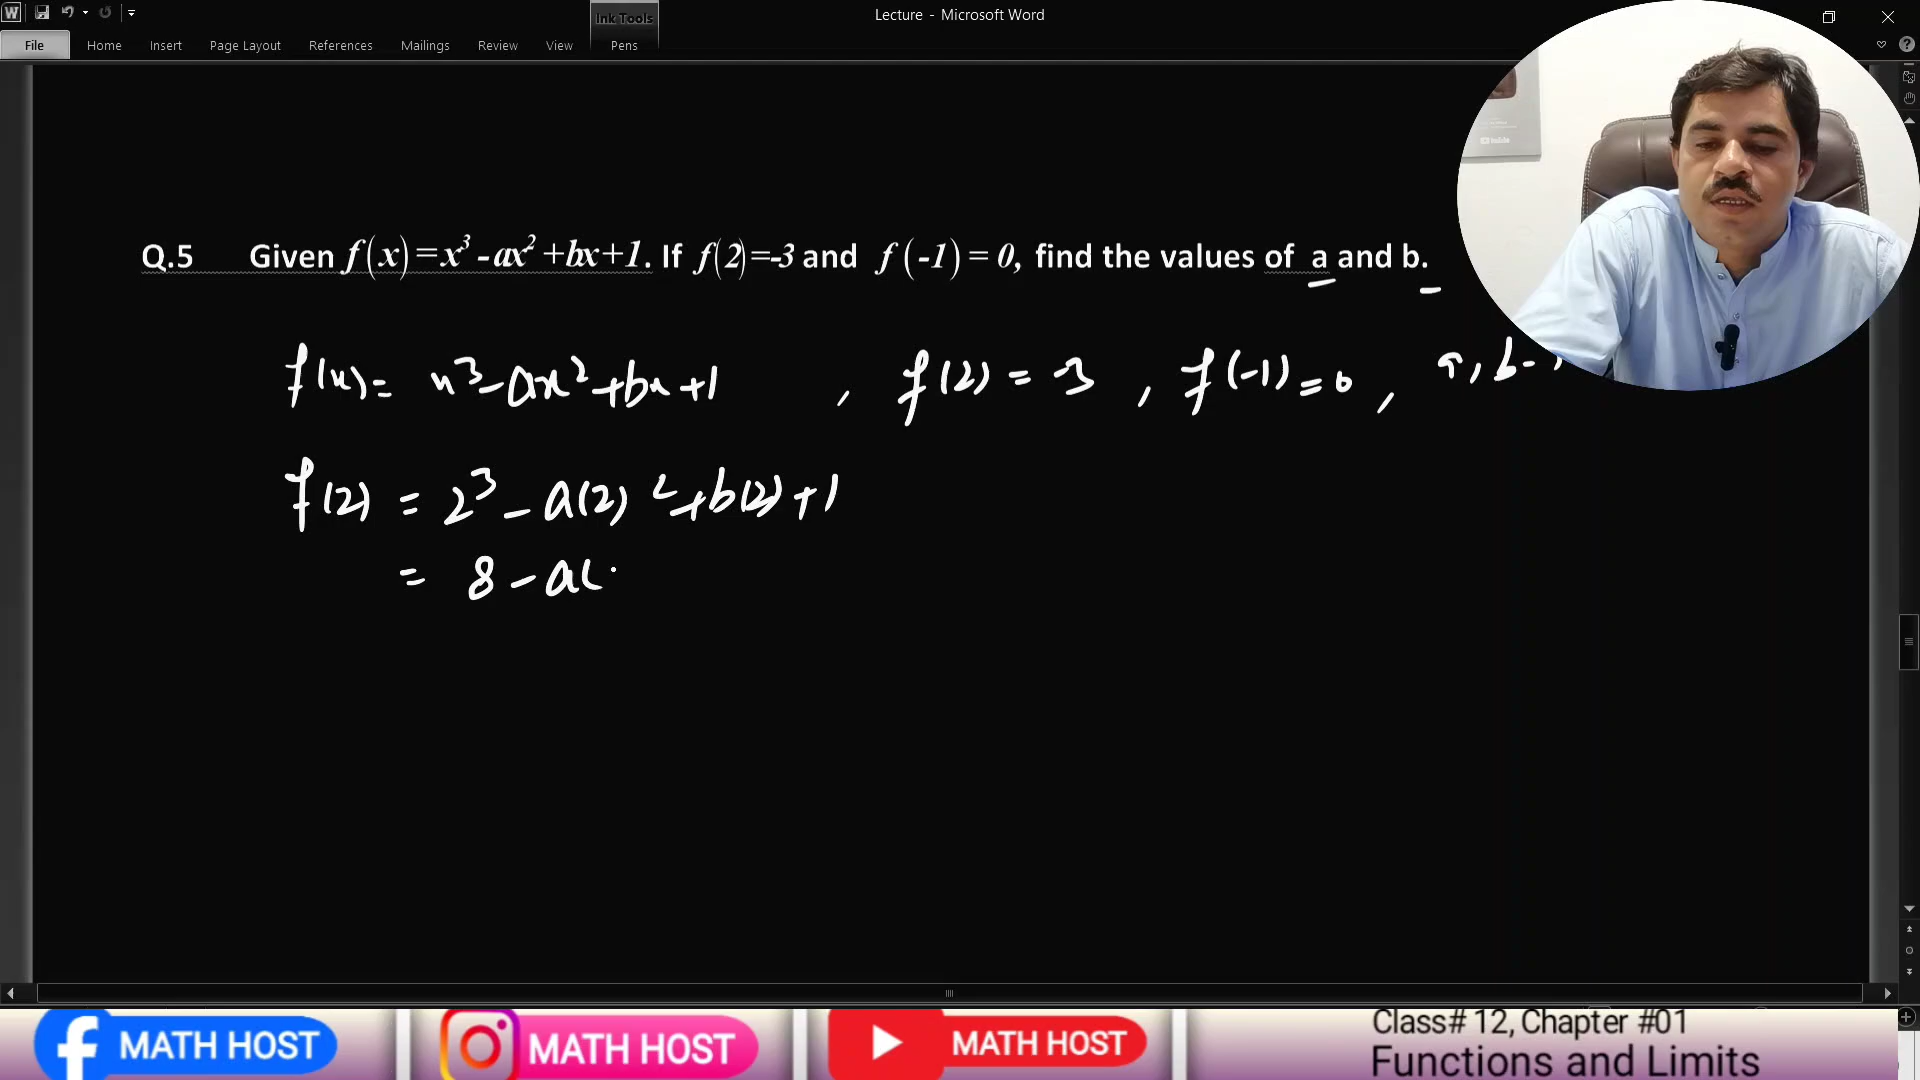 Ink Tools
Lecture - Microsoft Word
File Home Insert Page Layout References Mailings Review View Pens
Q.5 Given f(x)=x³-ax²+bx+1. If f(2)=-3 and f(-1)=0, find the values of a and b.
f(x)= x³-ax²+bx+1 , f(2) = -3 , f(-1)=0 ,
f(2) = 2³-a(2)²+b(2)+1
= 8-a(
MATH HOST MATH HOST MATH HOST
Class# 12, Chapter #01
Functions and Limits